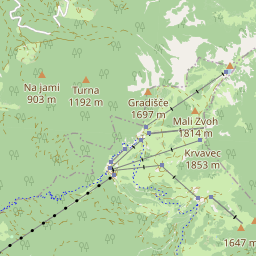 Na jami
903 m
Turna
1192 m
Gradišče
1697 m
Mali Zvoh
1814 m
Krvavec
1853 m
1647 m